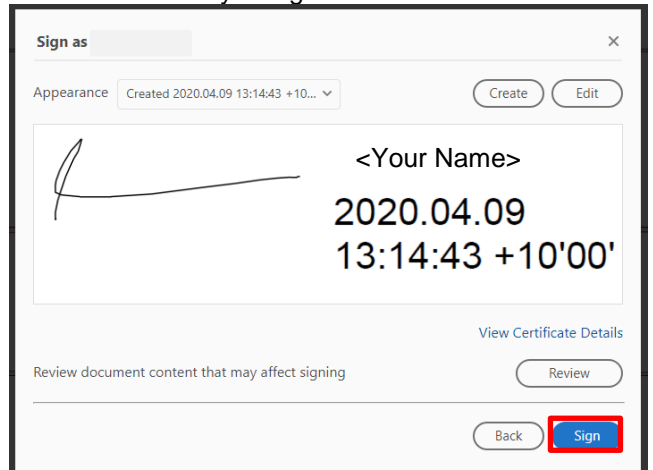 Sign as
Appearance Created 2020.04.09 13:14:43 +10... Create Edit
<Your Name>
2020.04.09
13:14:43 +10'00'
View Certificate Details
Review document content that may affect signing Review
Back Sign